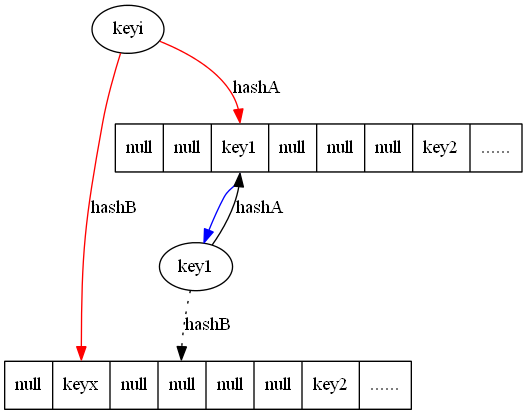 keyi
hashA
null null key1 null null null key2 ......
hashB hashA
key1
hashB
null keyx null null null null key2 ......